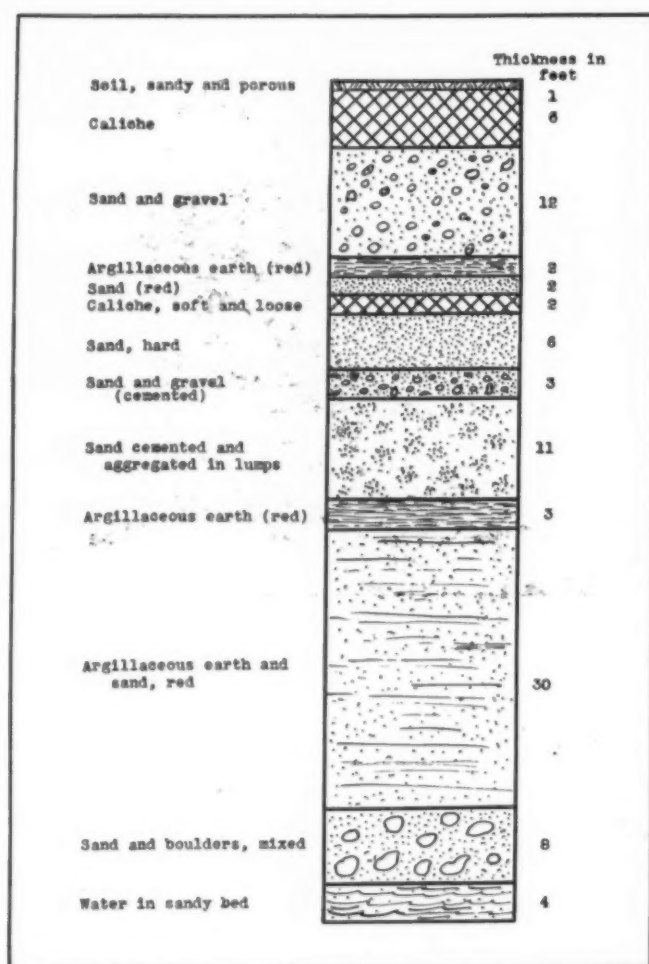 Thickness in
feet
Soil, sandy and porous 1
Caliche 6
Sand and gravel 12
Argillaceous earth (red) 2
Sand (red) 2
Caliche, soft and loose 2
Sand, hard 6
Sand and gravel 3
(cemented)
Sand cemented and
aggregated in lumps 11
Argillaceous earth (red) 3
Argillaceous earth and
sand, red 30
Sand and boulders, mixed 8
Water in sandy bed 4